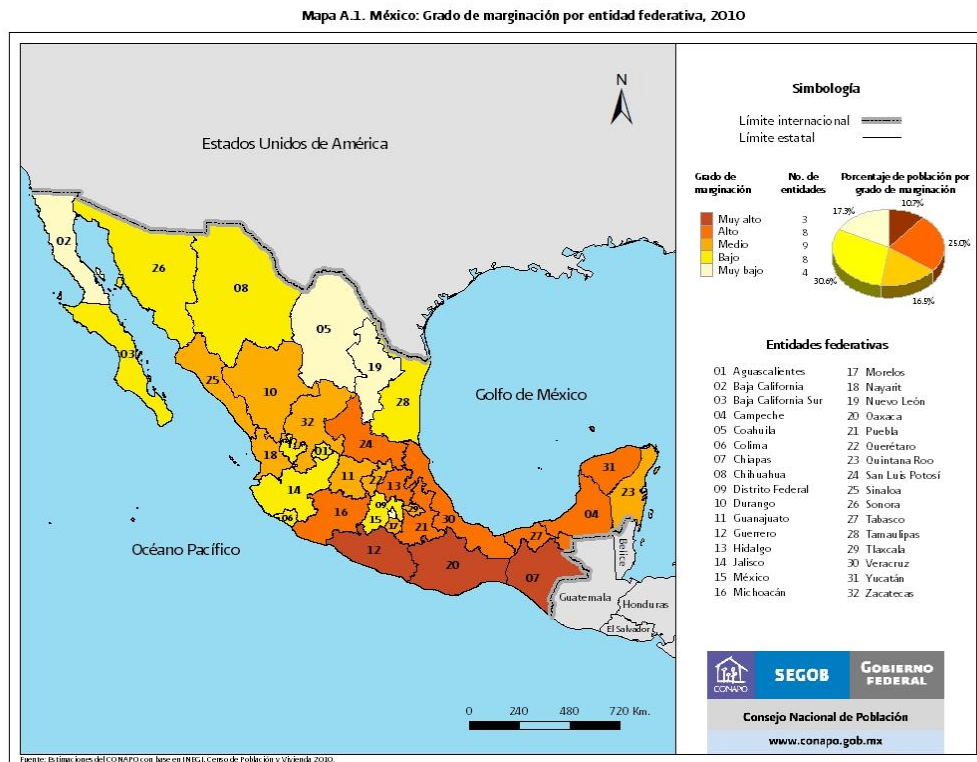 Mapa A.1. México: Grado de marginación por entidad federativa, 2010
N
Estados Unidos de América
Golfo de México
Océano Pacífico
Belice
Guatemala
Honduras
El Salvador
02
26
08
03
05
19
28
25
10
32
24
18
01
14
11
22
13
06
16
15
09
17
29
21
30
12
20
07
27
04
31
23
0 240 480 720 Km.
Simbología
Límite internacional
Límite estatal
Grado de marginación
No. de entidades
Porcentaje de población por grado de marginación
Muy alto 3
Alto 8
Medio 9
Bajo 8
Muy bajo 4
10.7%
25.0%
16.5%
30.6%
17.3%
Entidades federativas
01 Aguascalientes
02 Baja California
03 Baja California Sur
04 Campeche
05 Coahuila
06 Colima
07 Chiapas
08 Chihuahua
09 Distrito Federal
10 Durango
11 Guanajuato
12 Guerrero
13 Hidalgo
14 Jalisco
15 México
16 Michoacán
17 Morelos
18 Nayarit
19 Nuevo León
20 Oaxaca
21 Puebla
22 Querétaro
23 Quintana Roo
24 San Luis Potosí
25 Sinaloa
26 Sonora
27 Tabasco
28 Tamaulipas
29 Tlaxcala
30 Veracruz
31 Yucatán
32 Zacatecas
CONAPO
SEGOB
GOBIERNO
FEDERAL
Consejo Nacional de Población
www.conapo.gob.mx
Fuente: Estimaciones del CONAPO con base en INEGI, Censo de Población y Vivienda 2010.